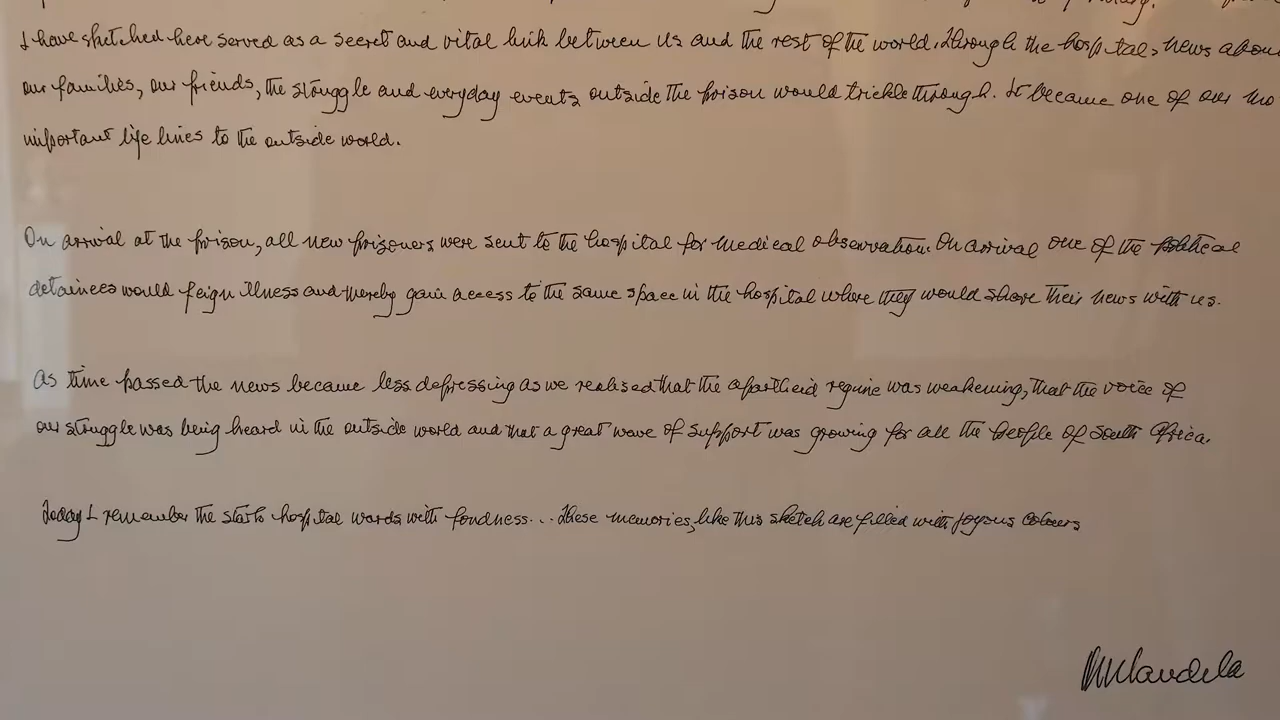 I have sketched here served as a secret and vital link between us and the rest of the world. Through the hospital, news abou
our families, our friends, the struggle and everyday events outside the prison would trickle through. It became one of our mo
important life lines to the outside world.
On arrival at the prison, all new prisoners were sent to the hospital for medical observation. On arrival one of the political
detainees would feign illness and thereby gain access to the same space in the hospital where they would share their news with us.
As time passed the news became less depressing as we realised that the apartheid regime was weakening, that the voice of
our struggle was being heard in the outside world and that a great wave of support was growing for all the people of South Africa.
Today I remember the stark hospital wards with fondness... These memories, like this sketch are filled with joyous colours
NMandela